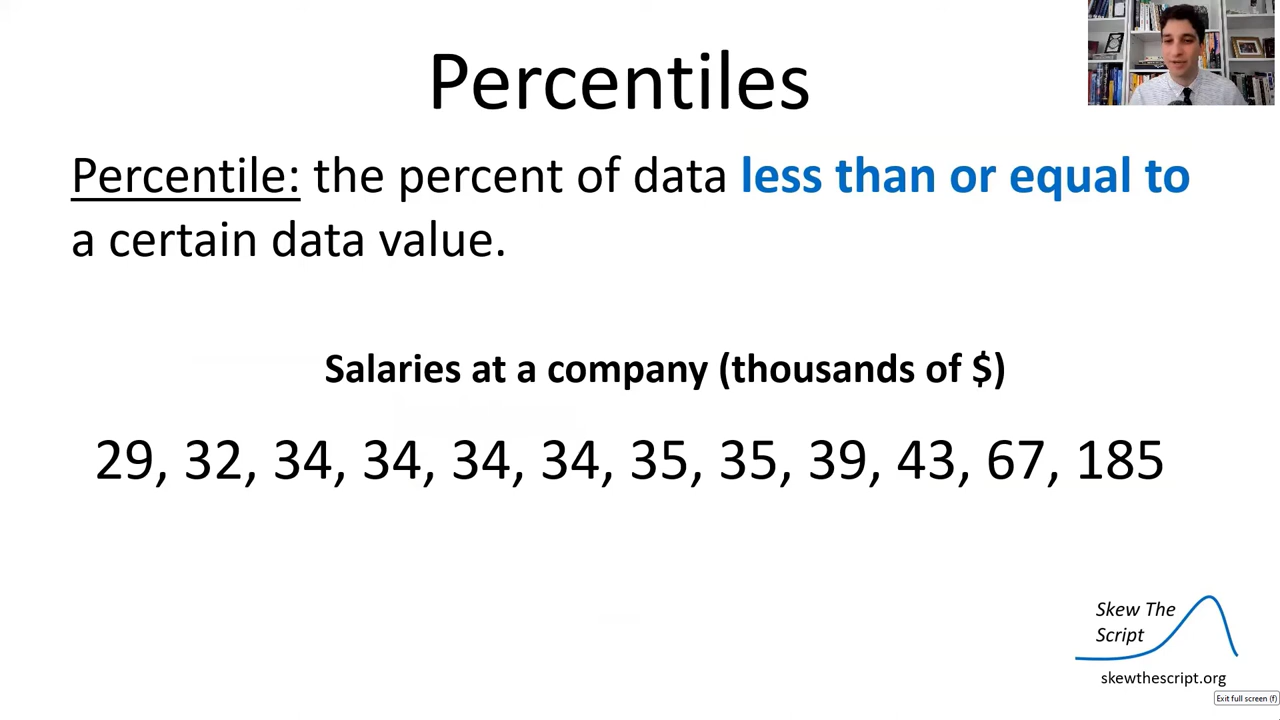 Percentiles
Percentile: the percent of data less than or equal to
a certain data value.
Salaries at a company (thousands of $)
29, 32, 34, 34, 34, 34, 35, 35, 39, 43, 67, 185
Skew The
Script
skewthescript.org
Exit full screen (f)